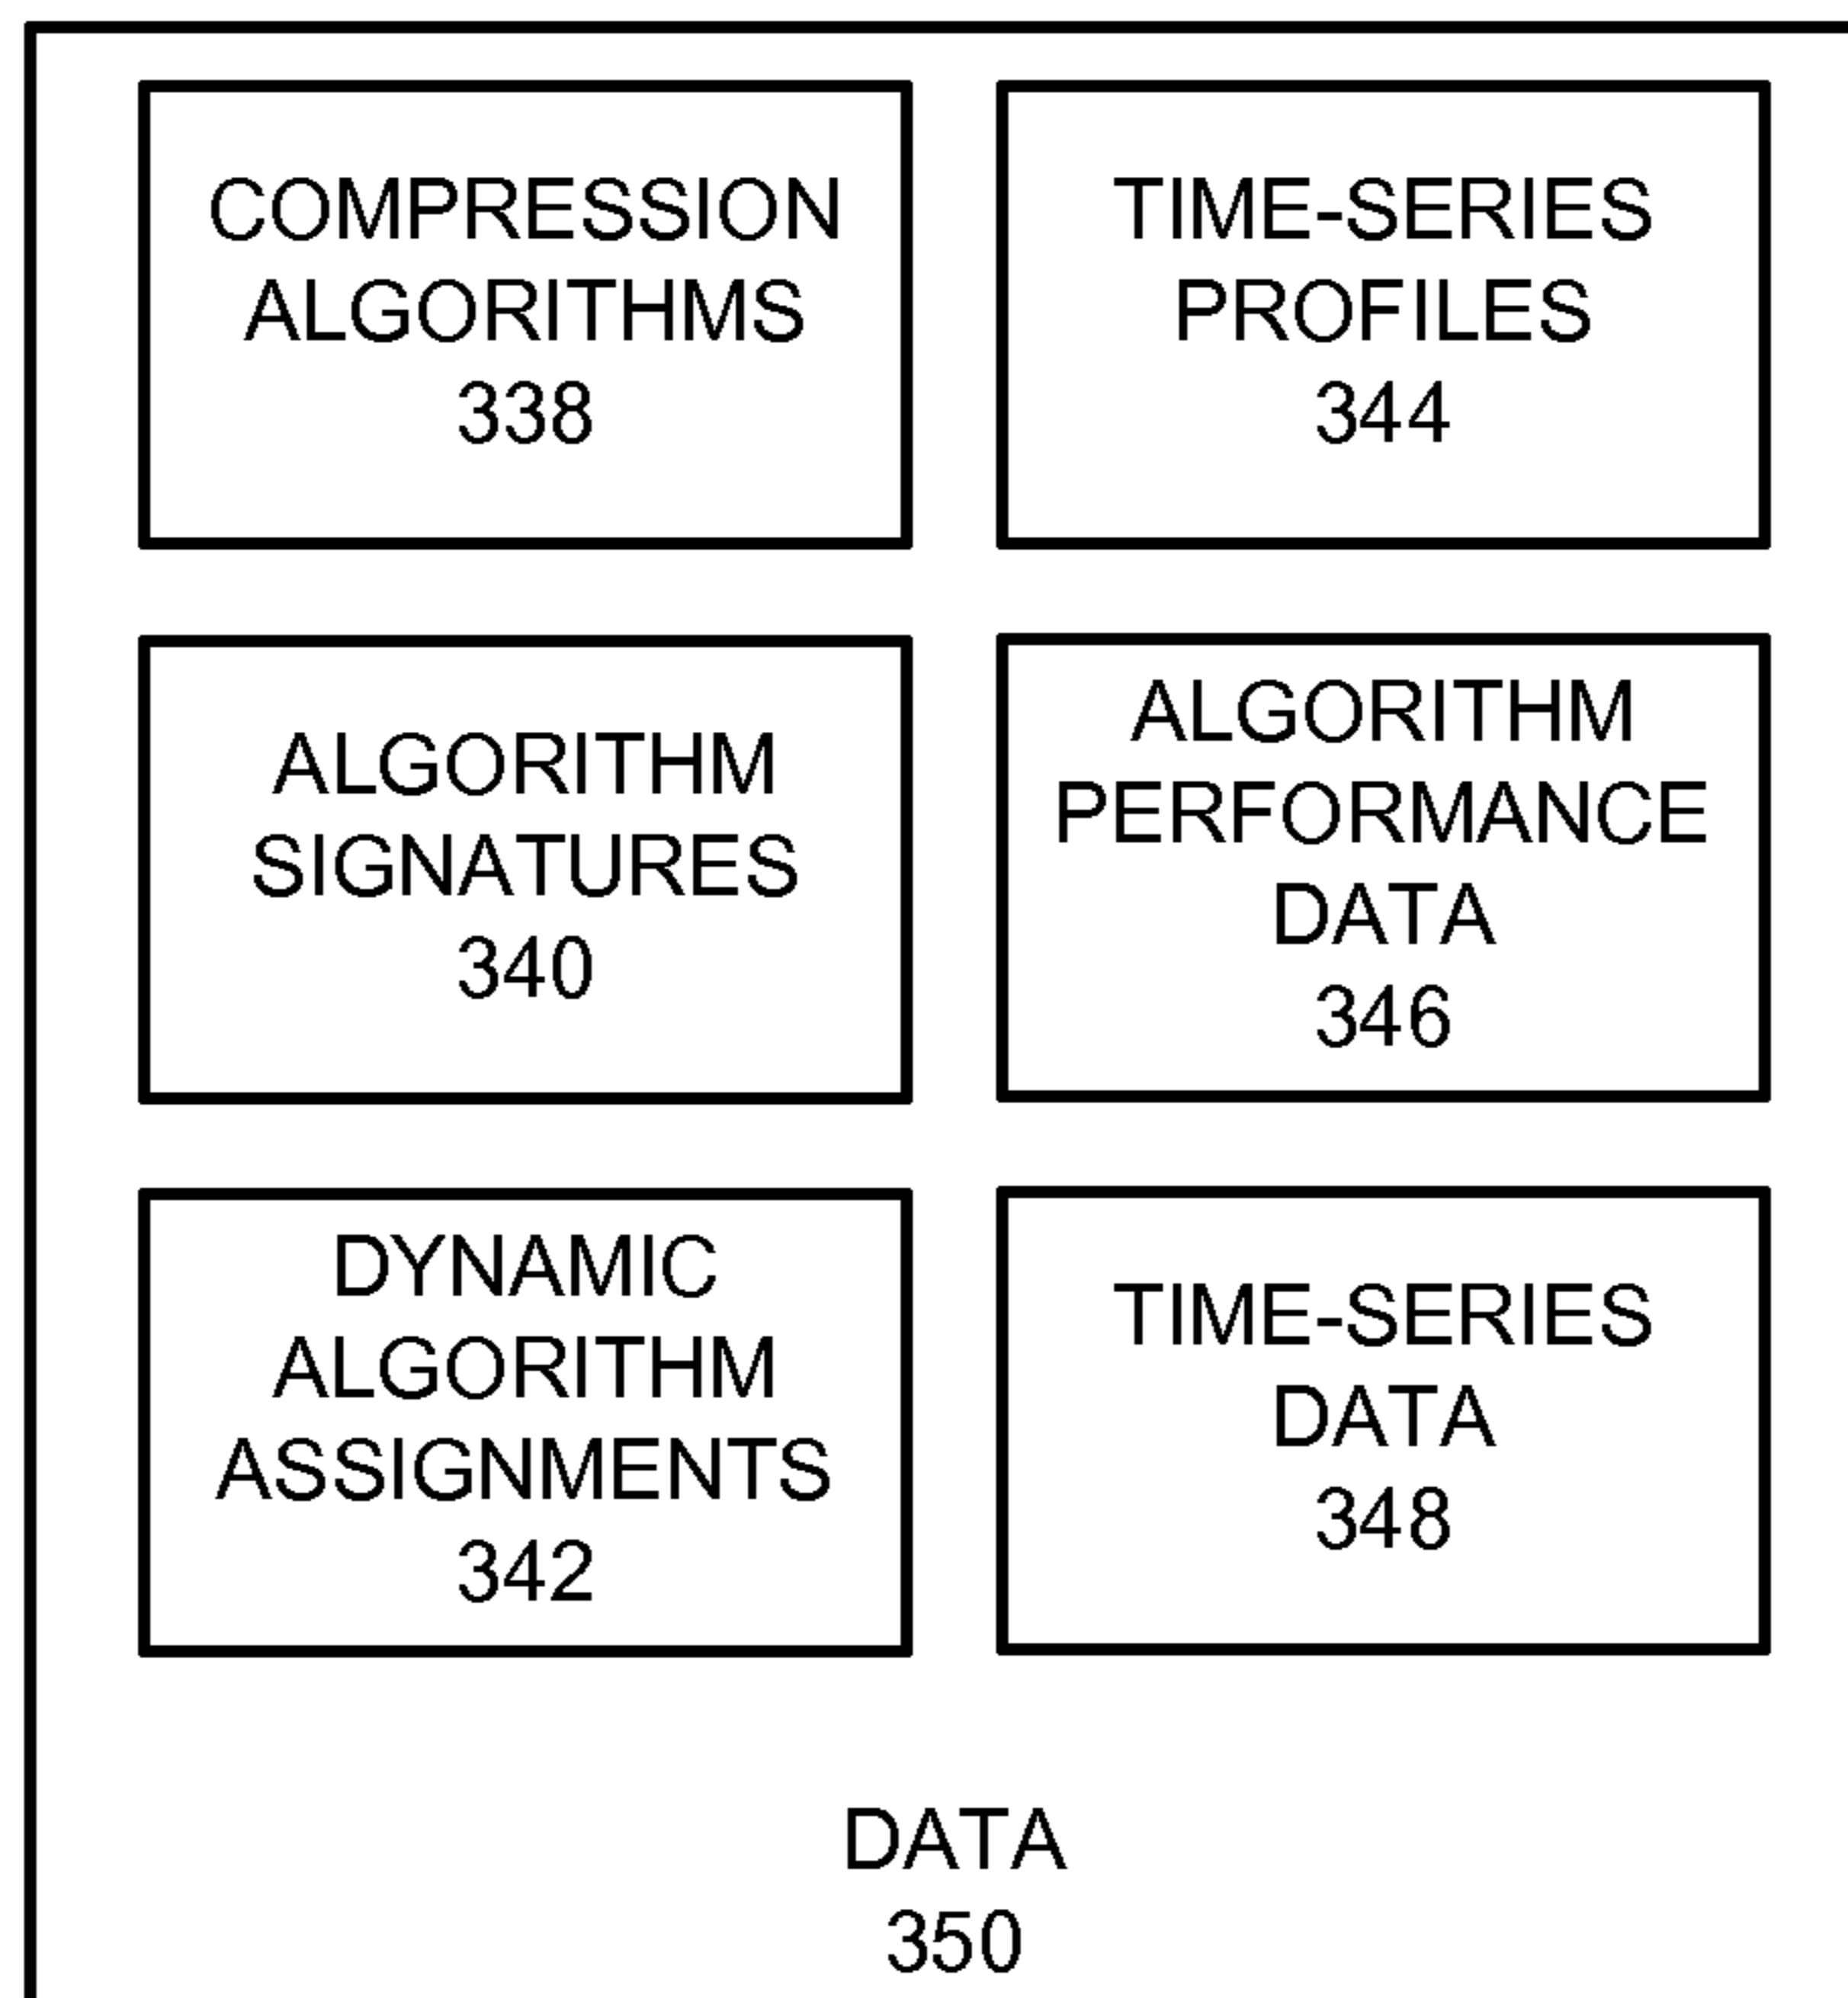 COMPRESSION
ALGORITHMS
338
TIME-SERIES
PROFILES
344
ALGORITHM
SIGNATURES
340
ALGORITHM
PERFORMANCE
DATA
346
DYNAMIC
ALGORITHM
ASSIGNMENTS
342
TIME-SERIES
DATA
348
DATA
350